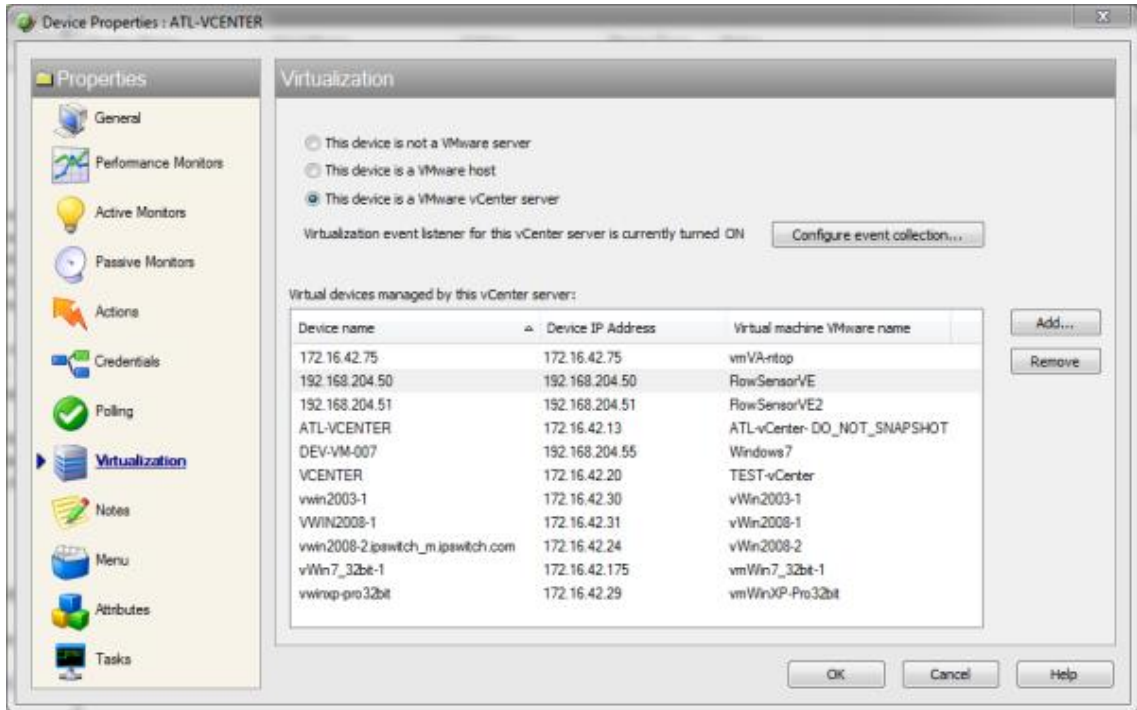 Device Properties : ATL-VCENTER
Properties
General
Performance Monitors
Active Monitors
Passive Monitors
Actions
Credentials
Polling
Virtualization
Notes
Menu
Attributes
Tasks
Virtualization
This device is not a VMware server
This device is a VMware host
This device is a VMware vCenter server
Virtualization event listener for this vCenter server is currently turned ON
Configure event collection...
Virtual devices managed by this vCenter server:
Device name Device IP Address Virtual machine VMware name
172.16.42.75 172.16.42.75 vmVA-ntop
192.168.204.50 192.168.204.50 FlowSensorVE
192.168.204.51 192.168.204.51 FlowSensorVE2
ATL-VCENTER 172.16.42.13 ATL-vCenter- DO_NOT_SNAPSHOT
DEV-VM-007 192.168.204.55 Windows7
VCENTER 172.16.42.20 TEST-vCenter
vwin2003-1 172.16.42.30 vWin2003-1
VWIN2008-1 172.16.42.31 vWin2008-1
vwin2008-2.ipswitch_m.ipswitch.com 172.16.42.24 vWin2008-2
vWin7_32bit-1 172.16.42.175 vmWin7_32bit-1
vwinxp-pro32bit 172.16.42.29 vmWinXP-Pro32bit
Add...
Remove
OK
Cancel
Help